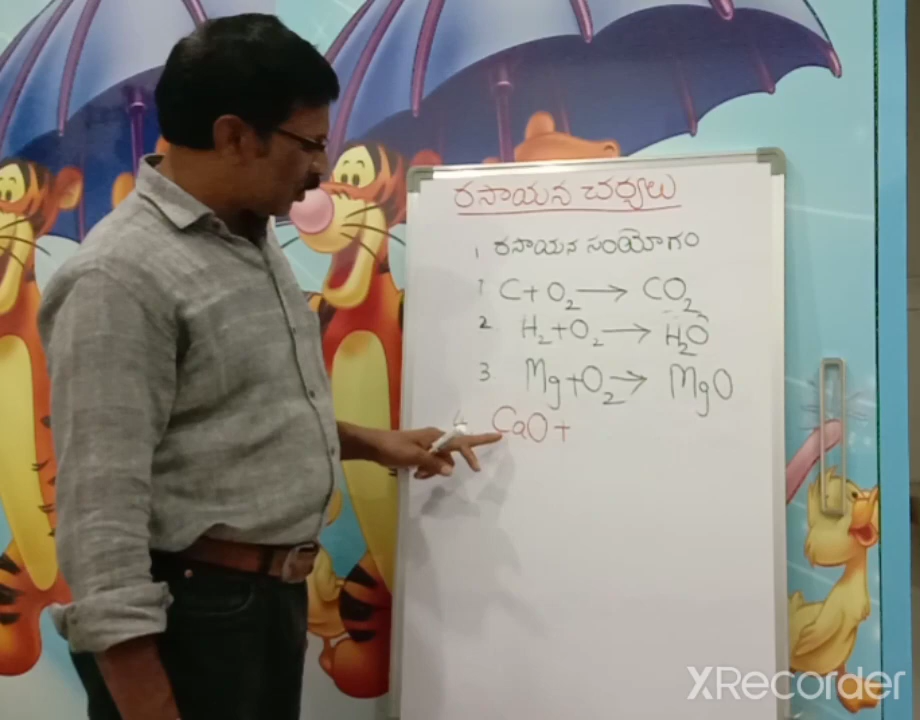 రసాయన చర్యలు
1 రసాయన సంయోగం
1 C+O₂→ CO₂
2 H₂+O₂→ H₂O
3 Mg+O₂→ MgO
4 CaO+
XRecorder